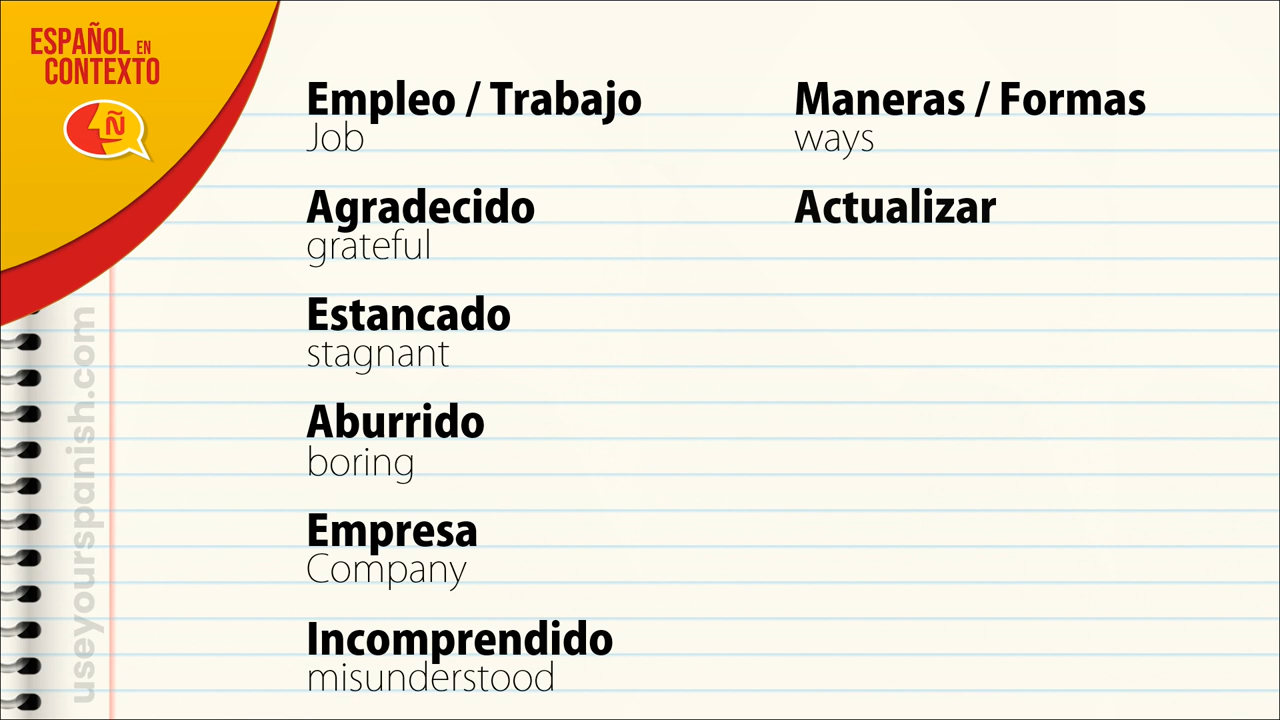 ESPAÑOL EN
CONTEXTO
Ñ
Empleo / Trabajo
Job
Agradecido
grateful
Estancado
stagnant
Aburrido
boring
Empresa
Company
Incomprendido
misunderstood
Maneras / Formas
ways
Actualizar
useyourspanish.com